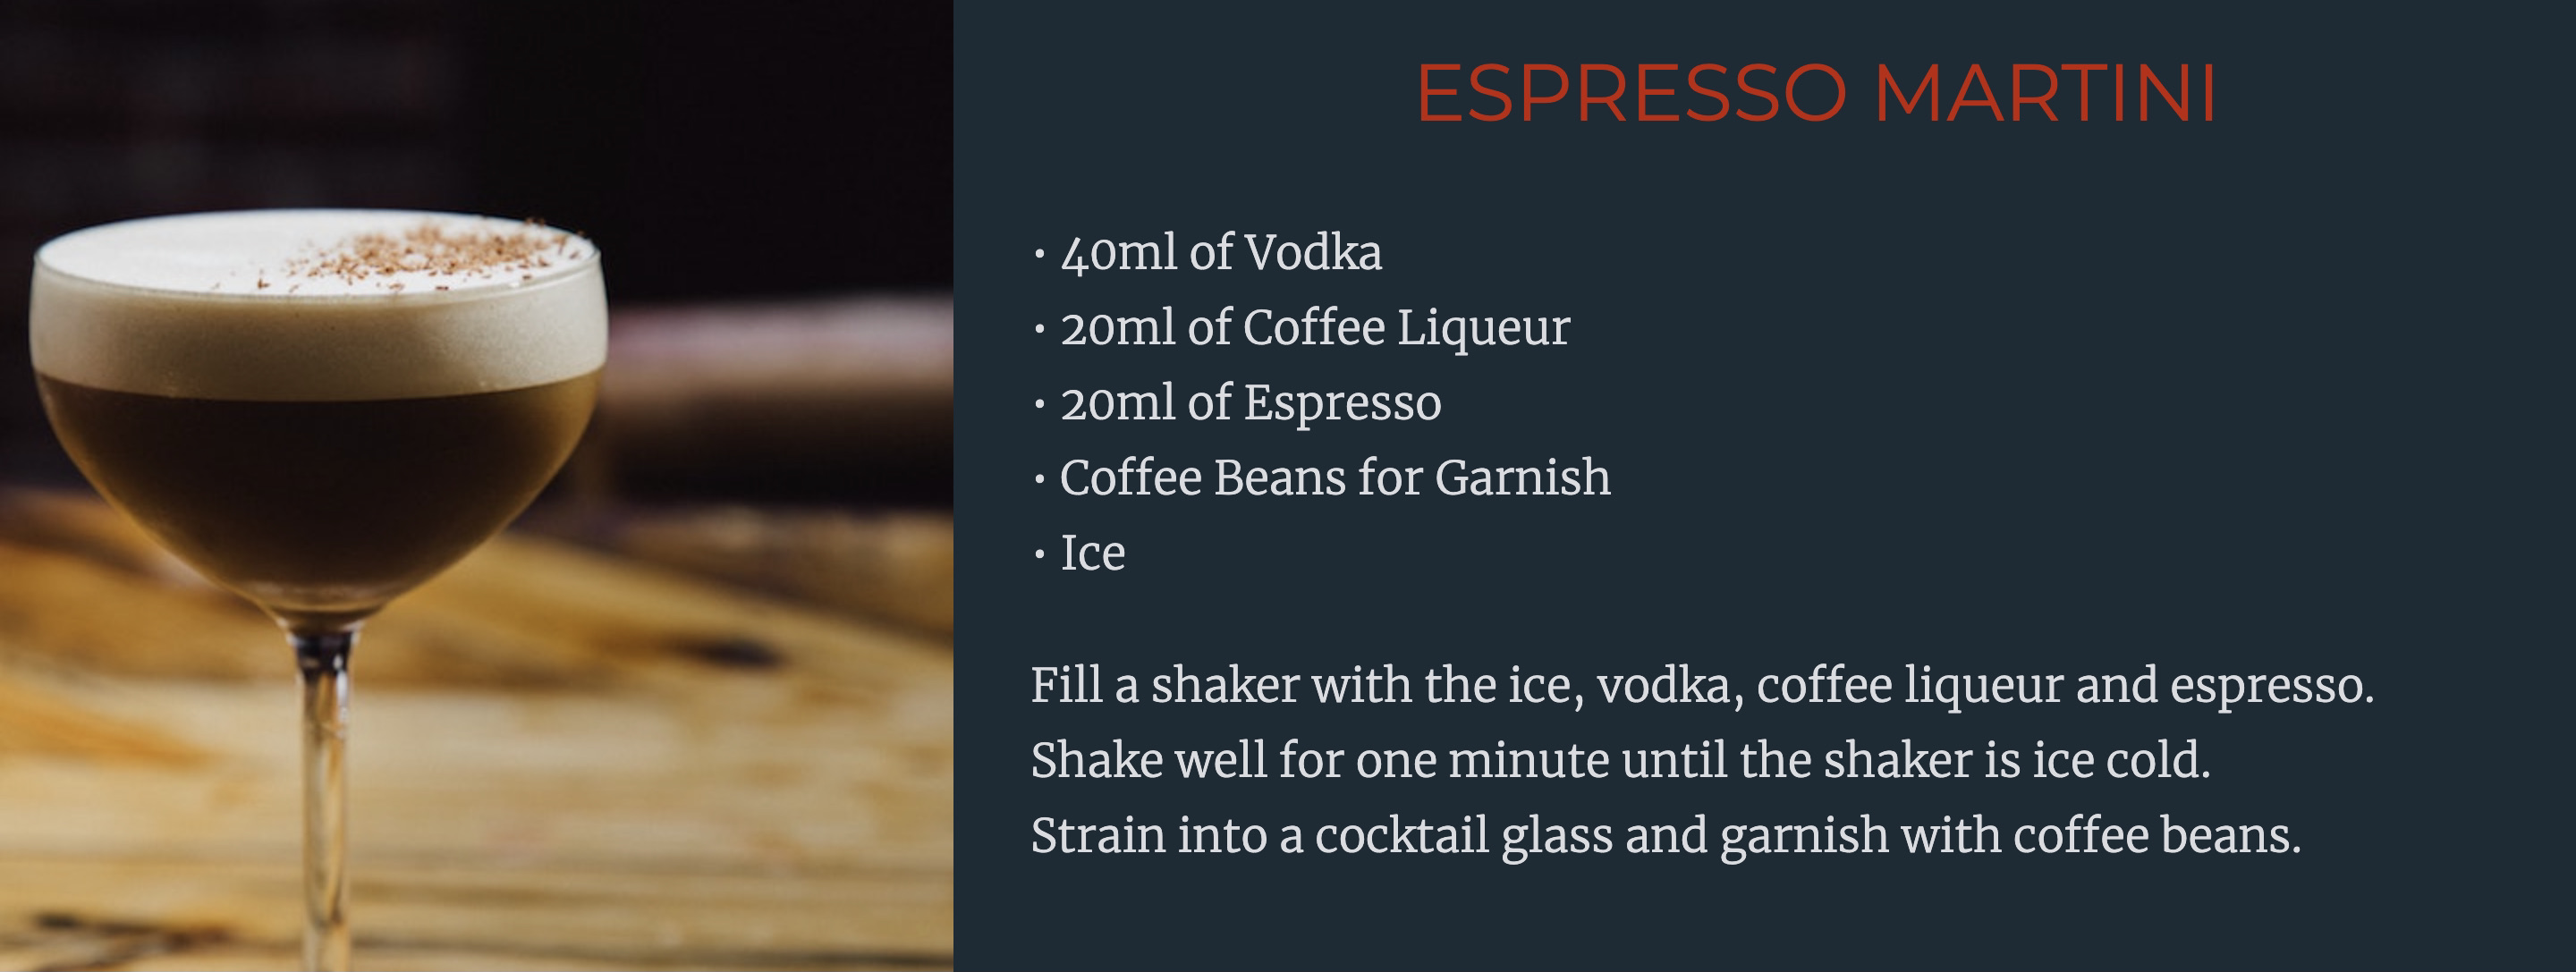 ESPRESSO MARTINI
• 40ml of Vodka
• 20ml of Coffee Liqueur
• 20ml of Espresso
• Coffee Beans for Garnish
• Ice
Fill a shaker with the ice, vodka, coffee liqueur and espresso.
Shake well for one minute until the shaker is ice cold.
Strain into a cocktail glass and garnish with coffee beans.